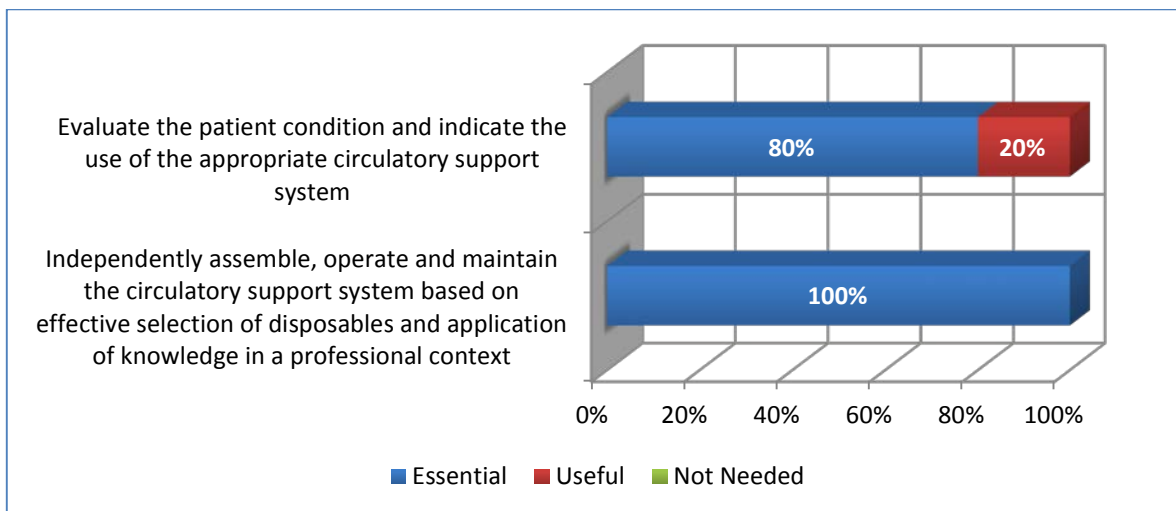 Evaluate the patient condition and indicate the
use of the appropriate circulatory support
system
80%
20%
Independently assemble, operate and maintain
the circulatory support system based on
effective selection of disposables and application
of knowledge in a professional context
100%
0%
20%
40%
60%
80%
100%
Essential
Useful
Not Needed